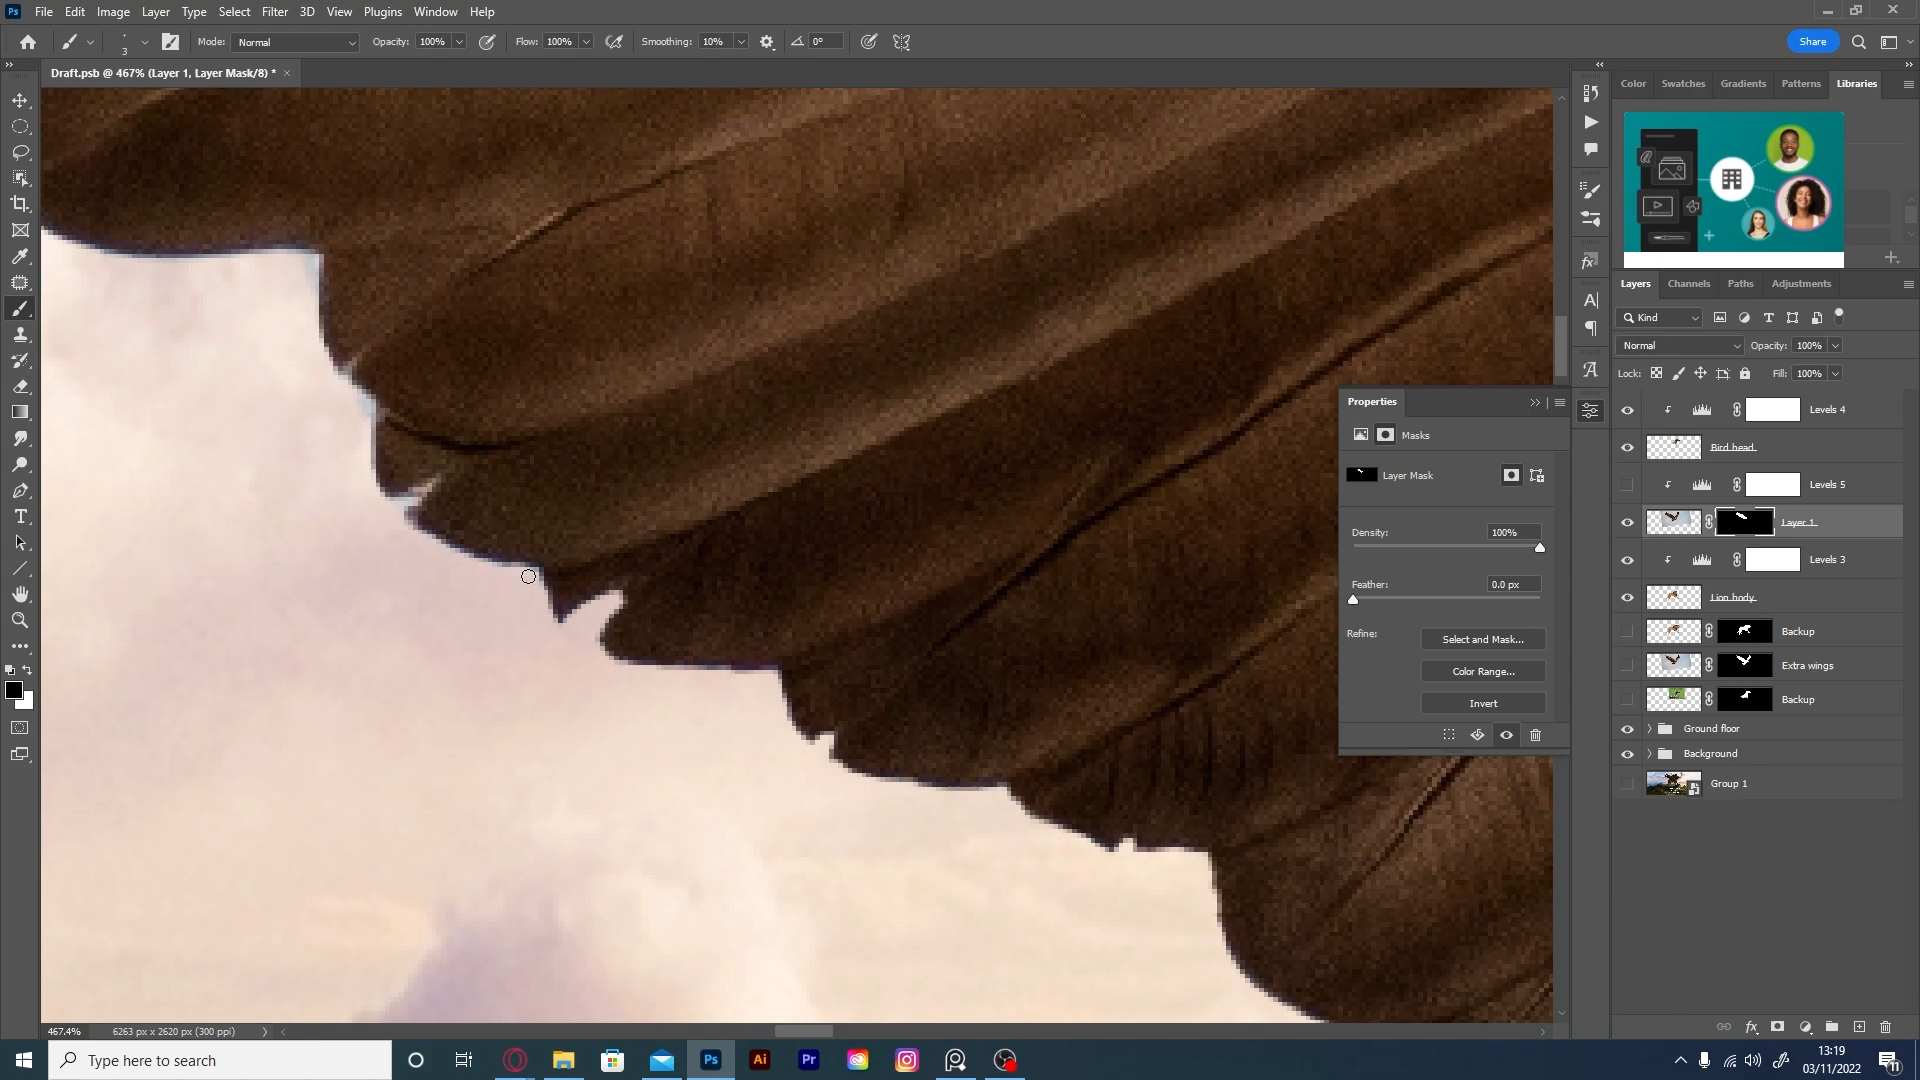 Ps File Edit Image Layer Type Select Filter 3D View Plugins Window Help
3 Mode: Normal Opacity: 100% Flow: 100% Smoothing: 10% 0° Share
Draft.psb @ 467% (Layer 1, Layer Mask/8) *
Color Swatches Gradients Patterns Libraries
Layers Channels Paths Adjustments
Kind
Normal Opacity: 100%
Lock: Fill: 100%
Levels 4
Bird head
Levels 5
Layer 1
Levels 3
Lion body
Backup
Extra wings
Backup
Ground floor
Background
Group 1
Properties
Masks
Layer Mask
Density: 100%
Feather: 0.0 px
Refine: Select and Mask...
Color Range...
Invert
467.4% 6263 px x 2620 px (300 ppi)
Type here to search
Ps Ai Pr
13:19
03/11/2022
11